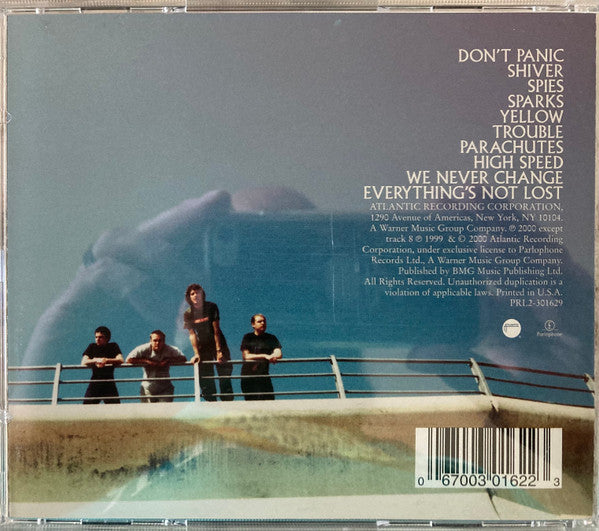 DON'T PANIC
SHIVER
SPIES
SPARKS
YELLOW
TROUBLE
PARACHUTES
HIGH SPEED
WE NEVER CHANGE
EVERYTHING'S NOT LOST
ATLANTIC RECORDING CORPORATION,
1290 Avenue of Americas, New York, NY 10104.
A Warner Music Group Company. ℗ 2000 except
track 8 ℗ 1999 & © 2000 Atlantic Recording
Corporation, under exclusive license to Parlophone
Records Ltd., A Warner Music Group Company.
Published by BMG Music Publishing Ltd.
All Rights Reserved. Unauthorized duplication is a
violation of applicable laws. Printed in U.S.A.
PRL2-301629
Parlophone
0 67003 01622 3